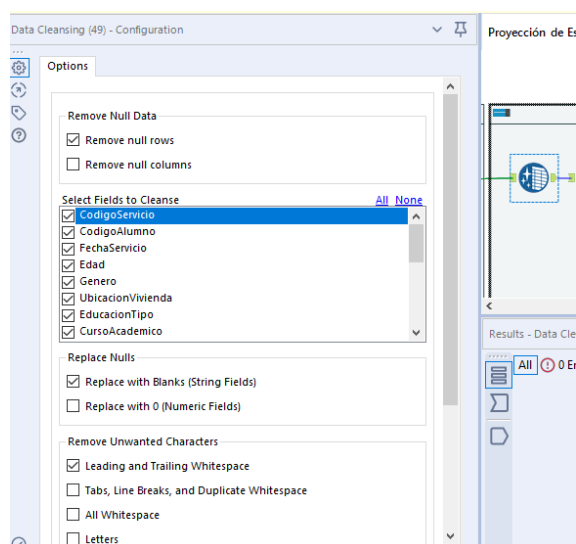 Data Cleansing (49) - Configuration
Options
Remove Null Data
Remove null rows
Remove null columns
Select Fields to Cleanse All None
CodigoServicio
CodigoAlumno
FechaServicio
Edad
Genero
UbicacionVivienda
EducacionTipo
CursoAcademico
Replace Nulls
Replace with Blanks (String Fields)
Replace with 0 (Numeric Fields)
Remove Unwanted Characters
Leading and Trailing Whitespace
Tabs, Line Breaks, and Duplicate Whitespace
All Whitespace
Letters
Proyección de Es
Results - Data Cle
All 0 Er